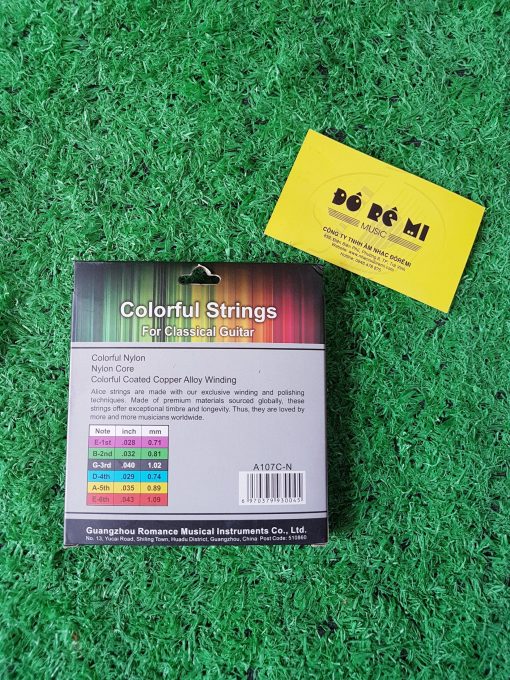 ĐÔ RÊ MI
MUSIC
CÔNG TY TNHH ÂM NHẠC ĐÔRÊMI
Colorful Strings
For Classical Guitar
Colorful Nylon
Nylon Core
Colorful Coated Copper Alloy Winding
Alice strings are made with our exclusive winding and polishing
techniques. Made of premium materials sourced globally, these
strings offer exceptional timbre and longevity. Thus, they are loved by
more and more musicians worldwide.
Note inch mm
E-1st .028 0.71
B-2nd .032 0.81
G-3rd .040 1.02
D-4th .029 0.74
A-5th .035 0.89
E-6th .043 1.09
A107C-N
6 970379 930045
Guangzhou Romance Musical Instruments Co., Ltd.
No. 13, Yucai Road, Shiling Town, Huadu District, Guangzhou, China Post Code: 510860